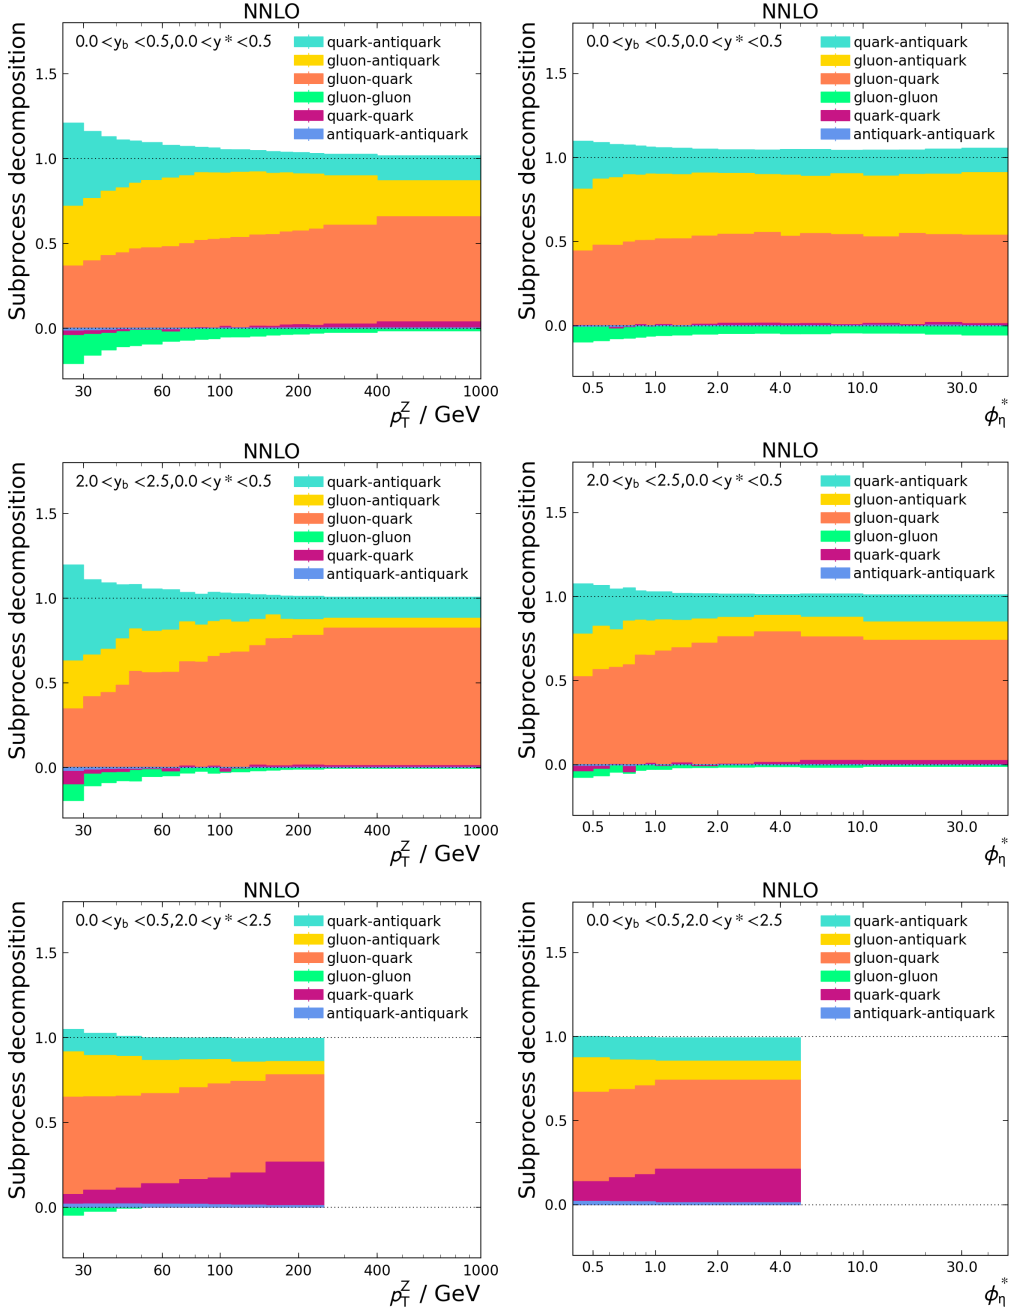 NNLO
0.0<y_b<0.5,0.0<y*<0.5
quark-antiquark
gluon-antiquark
gluon-quark
gluon-gluon
quark-quark
antiquark-antiquark
Subprocess decomposition
1.5
1.0
0.5
0.0
30 60 100 200 400 1000
p_T^Z / GeV
NNLO
0.0<y_b<0.5,0.0<y*<0.5
quark-antiquark
gluon-antiquark
gluon-quark
gluon-gluon
quark-quark
antiquark-antiquark
Subprocess decomposition
1.5
1.0
0.5
0.0
0.5 1.0 2.0 4.0 10.0 30.0
ϕ_η^*
NNLO
2.0<y_b<2.5,0.0<y*<0.5
quark-antiquark
gluon-antiquark
gluon-quark
gluon-gluon
quark-quark
antiquark-antiquark
Subprocess decomposition
1.5
1.0
0.5
0.0
30 60 100 200 400 1000
p_T^Z / GeV
NNLO
2.0<y_b<2.5,0.0<y*<0.5
quark-antiquark
gluon-antiquark
gluon-quark
gluon-gluon
quark-quark
antiquark-antiquark
Subprocess decomposition
1.5
1.0
0.5
0.0
0.5 1.0 2.0 4.0 10.0 30.0
ϕ_η^*
NNLO
0.0<y_b<0.5,2.0<y*<2.5
quark-antiquark
gluon-antiquark
gluon-quark
gluon-gluon
quark-quark
antiquark-antiquark
Subprocess decomposition
1.5
1.0
0.5
0.0
30 60 100 200 400 1000
p_T^Z / GeV
NNLO
0.0<y_b<0.5,2.0<y*<2.5
quark-antiquark
gluon-antiquark
gluon-quark
gluon-gluon
quark-quark
antiquark-antiquark
Subprocess decomposition
1.5
1.0
0.5
0.0
0.5 1.0 2.0 4.0 10.0 30.0
ϕ_η^*